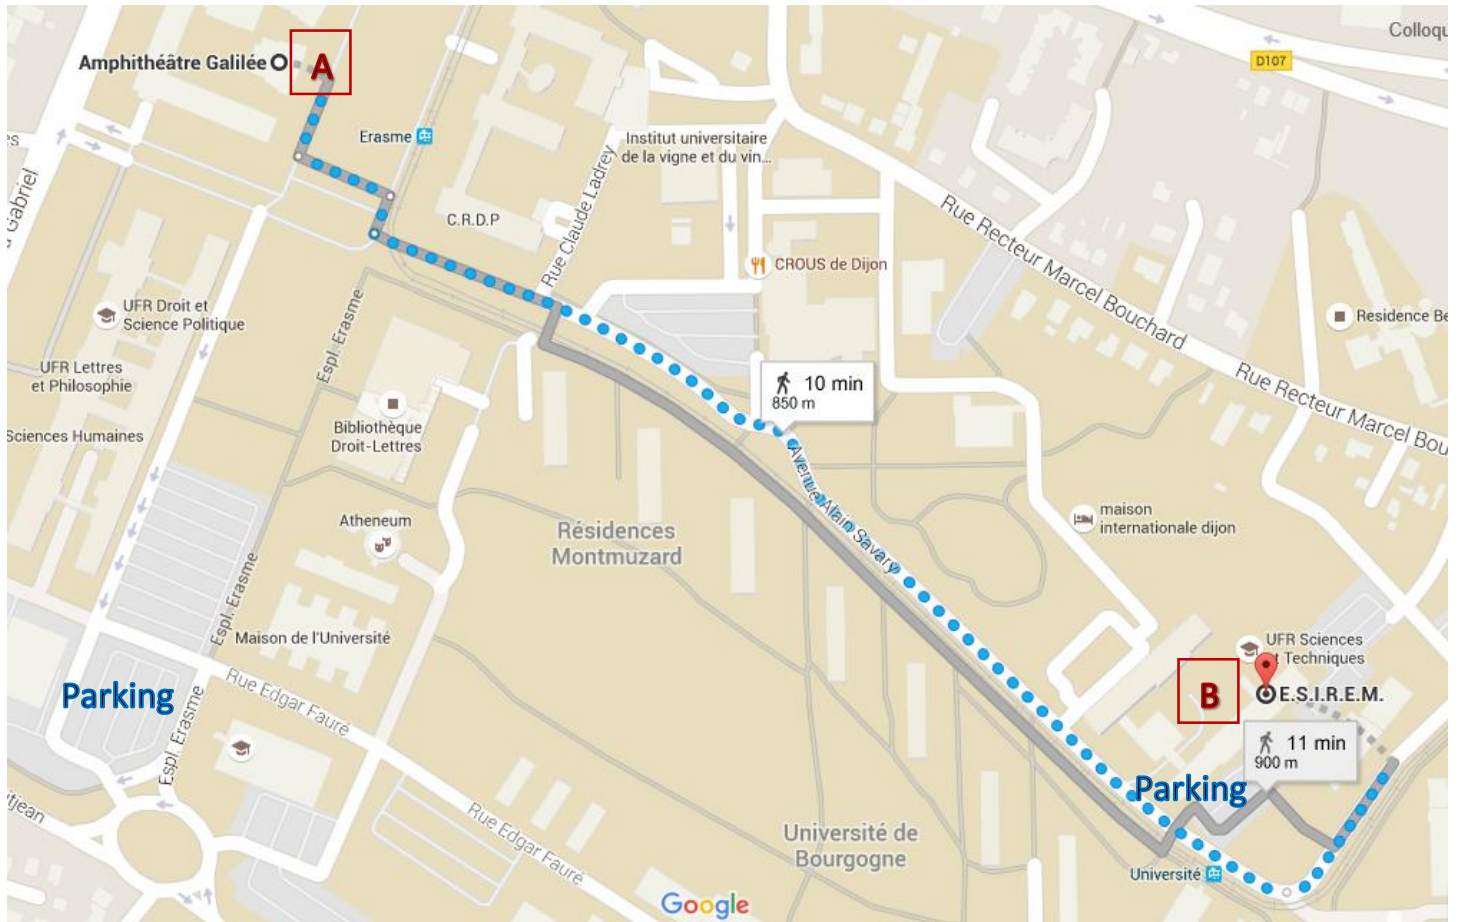 Colloqu
D107
Amphithéâtre Galilée
A
Erasme
Institut universitaire
de la vigne et du vin...
Gabriel
Rue Claude Ladrey
C.R.D.P
Rue Recteur Marcel Bouchard
CROUS de Dijon
UFR Droit et
Science Politique
Espl. Erasme
Residence Be
UFR Lettres
et Philosophie
10 min
850 m
Rue Recteur Marcel Bou
Bibliothèque
Droit-Lettres
Sciences Humaines
Avenue Alain Savary
Atheneum
Résidences
Montmuzard
maison
internationale dijon
Espl. Erasme
Maison de l'Université
UFR Sciences
t Techniques
B
E.S.I.R.E.M.
Parking
Rue Edgar Fauré
Espl. Erasme
11 min
900 m
Parking
Rue Edgar Fauré
Université de
Bourgogne
Université
Google